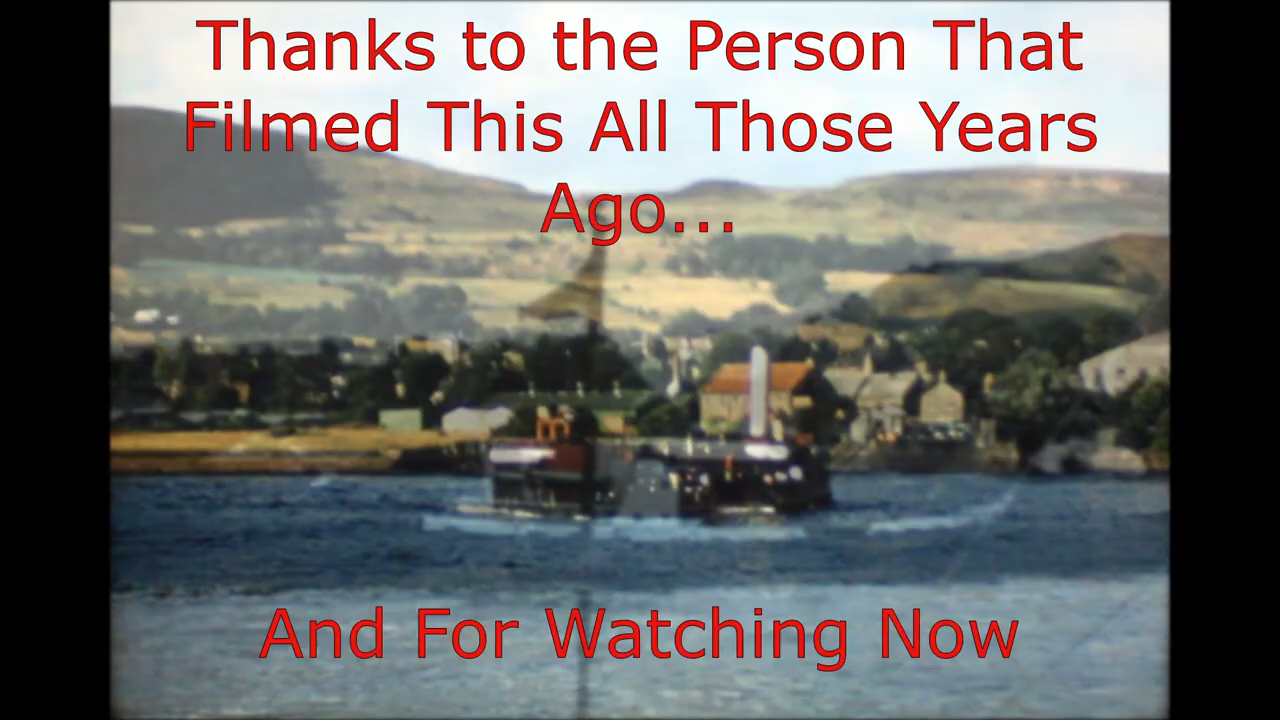 Thanks to the Person That
Filmed This All Those Years
Ago...
And For Watching Now